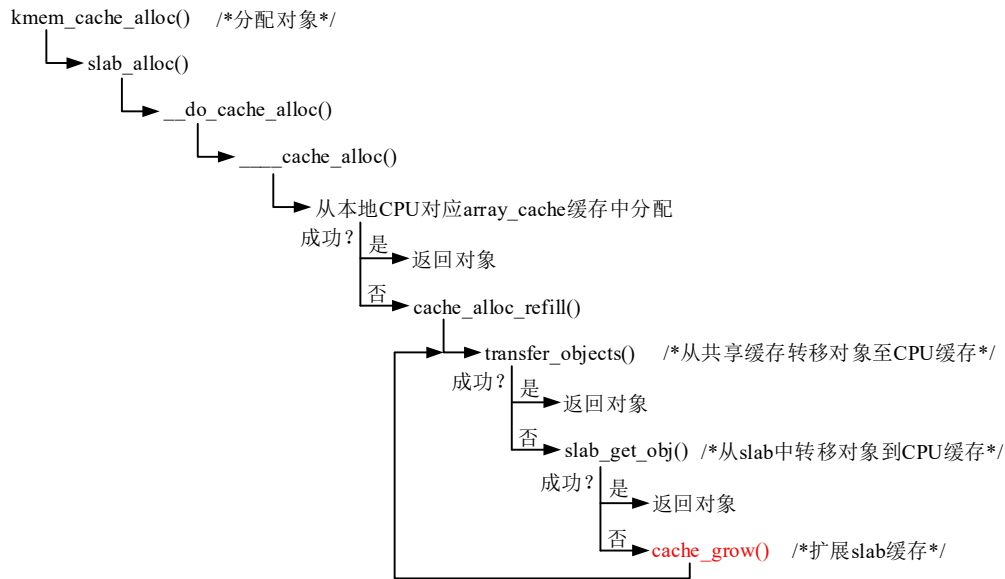 kmem_cache_alloc() /*分配对象*/
slab_alloc()
__do_cache_alloc()
____cache_alloc()
从本地CPU对应array_cache缓存中分配
成功？
是
返回对象
否
cache_alloc_refill()
transfer_objects() /*从共享缓存转移对象至CPU缓存*/
成功？
是
返回对象
否
slab_get_obj() /*从slab中转移对象到CPU缓存*/
成功？
是
返回对象
否
cache_grow() /*扩展slab缓存*/